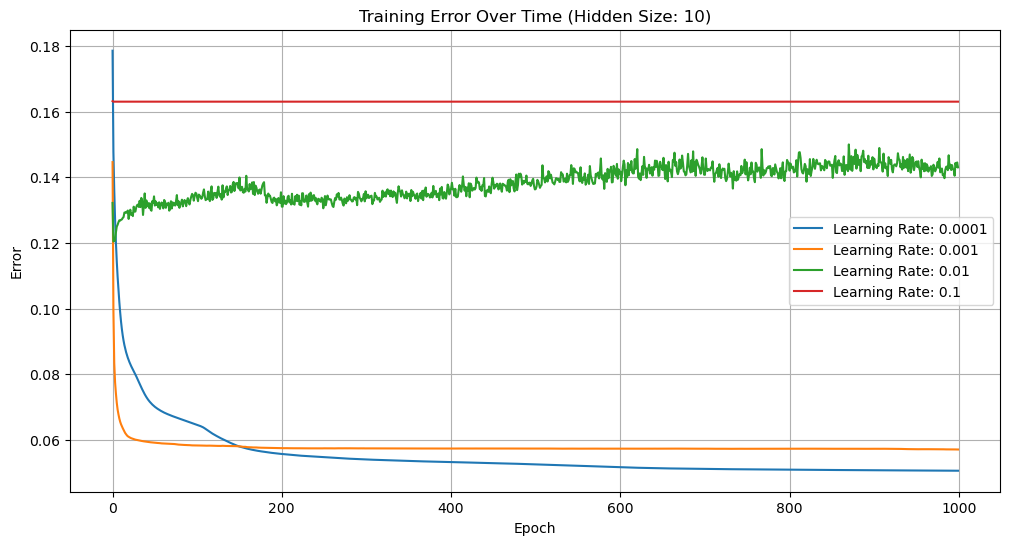 Training Error Over Time (Hidden Size: 10)
0.18
0.16
0.14
0.12
0.10
0.08
0.06
Error
Learning Rate: 0.0001
Learning Rate: 0.001
Learning Rate: 0.01
Learning Rate: 0.1
0 200 400 600 800 1000
Epoch